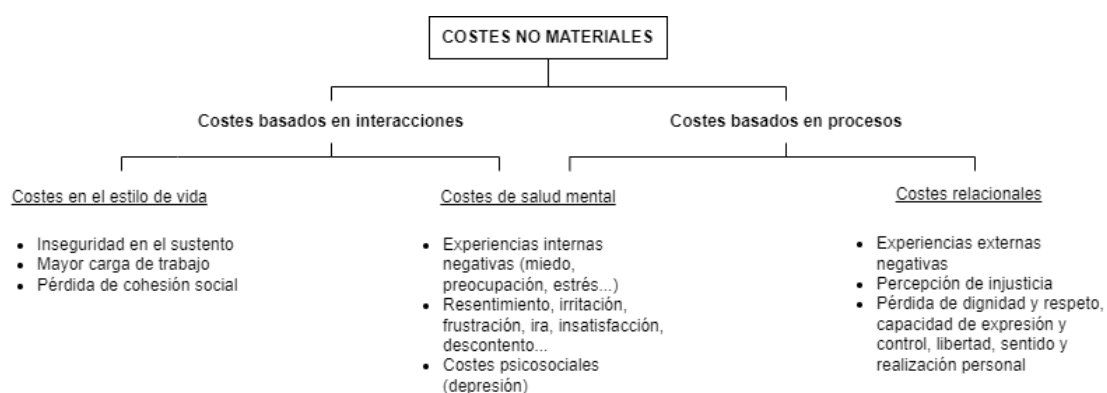 COSTES NO MATERIALES
Costes basados en interacciones
Costes basados en procesos
Costes en el estilo de vida
• Inseguridad en el sustento
• Mayor carga de trabajo
• Pérdida de cohesión social
Costes de salud mental
• Experiencias internas
negativas (miedo,
preocupación, estrés...)
• Resentimiento, irritación,
frustración, ira, insatisfacción,
descontento...
• Costes psicosociales
(depresión)
Costes relacionales
• Experiencias externas
negativas
• Percepción de injusticia
• Pérdida de dignidad y respeto,
capacidad de expresión y
control, libertad, sentido y
realización personal